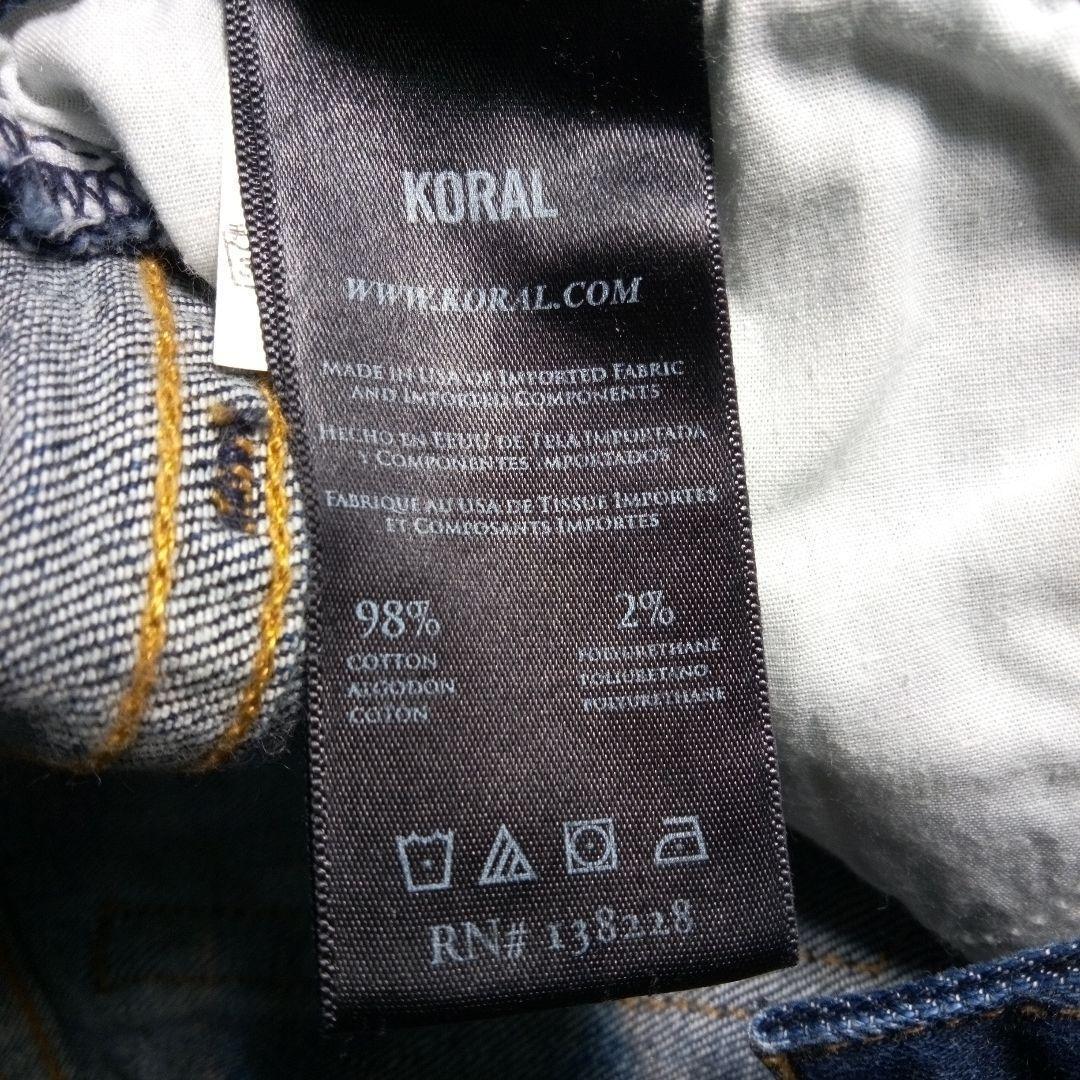 KORAL
WWW.KORAL.COM
MADE IN USA OF IMPORTED FABRIC
AND IMPORTED COMPONENTS
HECHO EN EEUU DE TELA IMPORTADA
Y COMPONENTES IMPORTADOS
FABRIQUE AU USA DE TISSUE IMPORTES
ET COMPOSANTS IMPORTES
98%
COTTON
ALGODON
COTON
2%
POLYURETHANE
POLIURETANO
POLYURETHANE
RN# 138228